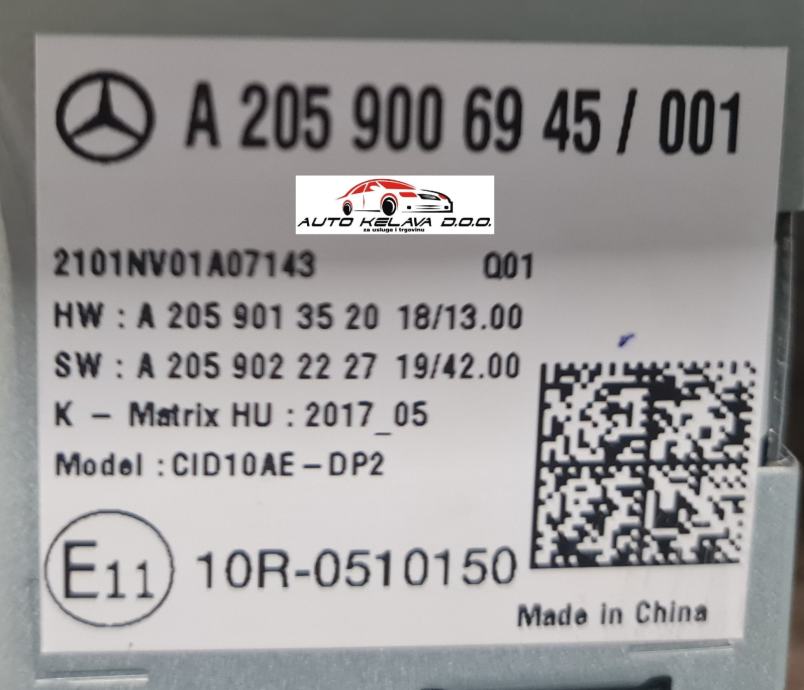 A 205 900 69 45 / 001
AUTO KELAVA D.O.O.
za usluge i trgovinu
2101NV01A07143 Q01
HW : A 205 901 35 20 18/13.00
SW : A 205 902 22 27 19/42.00
K - Matrix HU : 2017_05
Model : CID10AE-DP2
E11 10R-0510150
Made in China